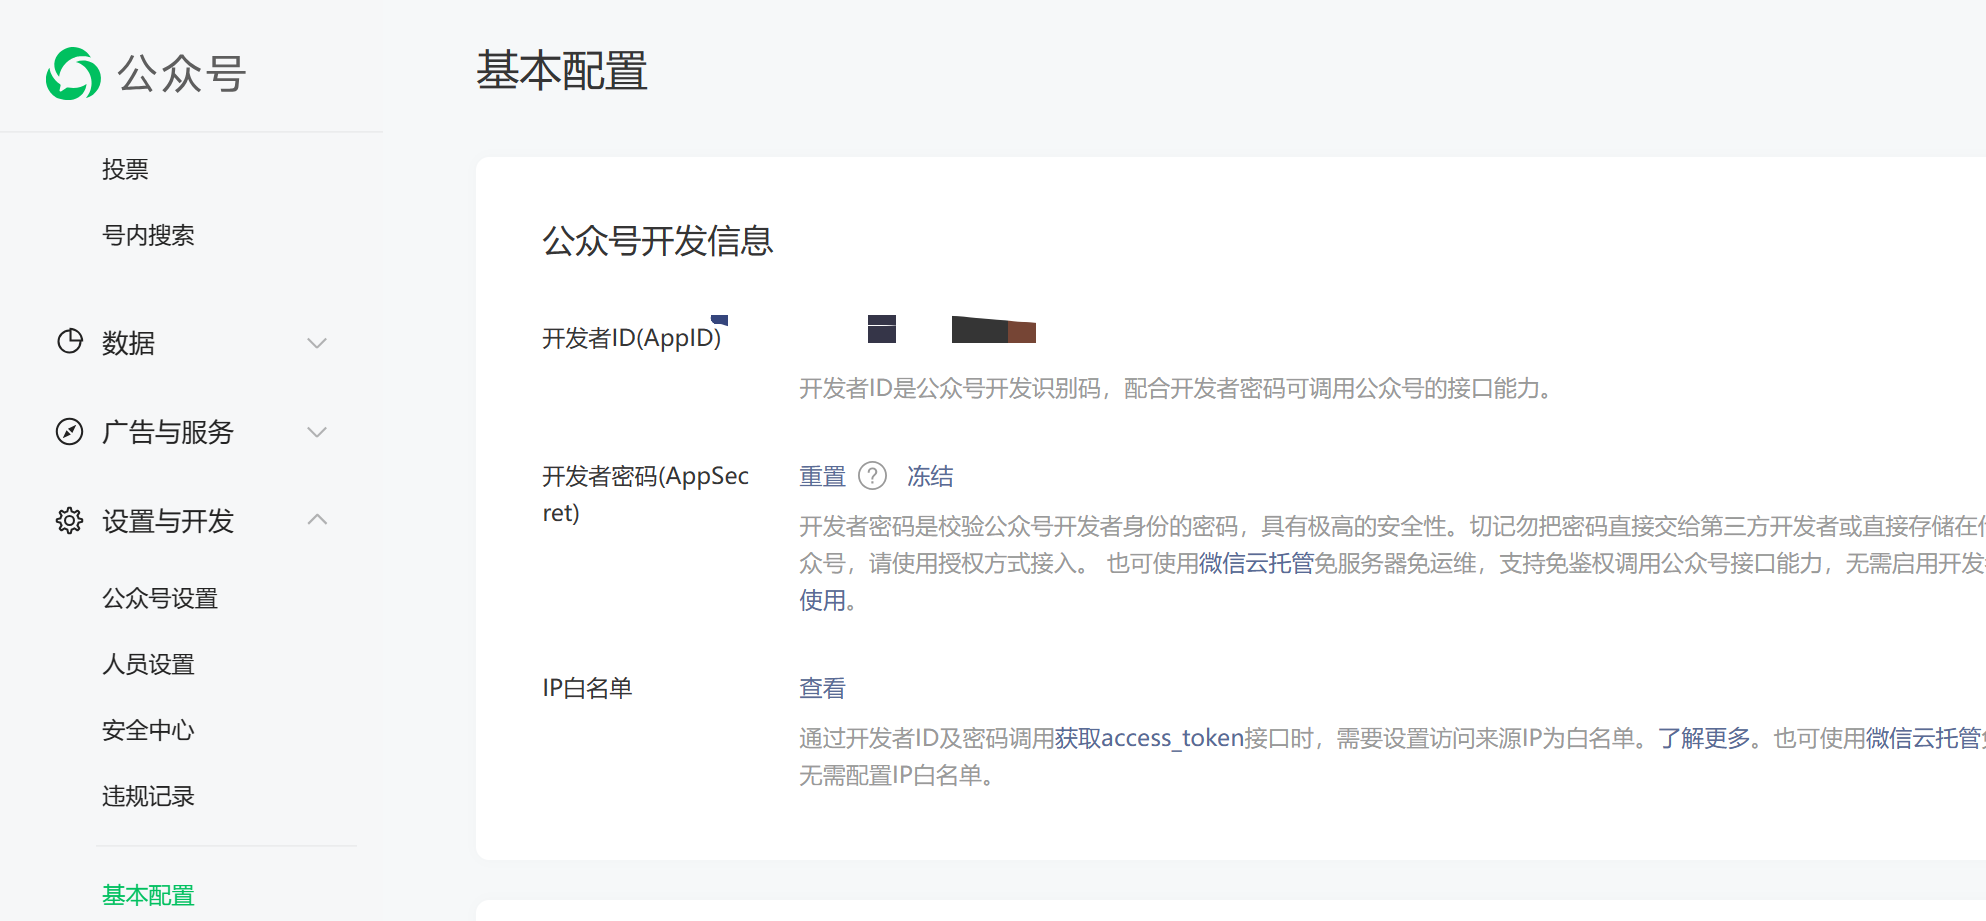 公众号
投票
号内搜索
数据
广告与服务
设置与开发
公众号设置
人员设置
安全中心
违规记录
基本配置
基本配置
公众号开发信息
开发者ID(AppID)
开发者ID是公众号开发识别码，配合开发者密码可调用公众号的接口能力。
开发者密码(AppSec
ret)
重置 ? 冻结
开发者密码是校验公众号开发者身份的密码，具有极高的安全性。切记勿把密码直接交给第三方开发者或直接存储在
众号，请使用授权方式接入。 也可使用微信云托管免服务器免运维，支持免鉴权调用公众号接口能力，无需启用开发
使用。
IP白名单
查看
通过开发者ID及密码调用获取access_token接口时，需要设置访问来源IP为白名单。了解更多。也可使用微信云托管
无需配置IP白名单。